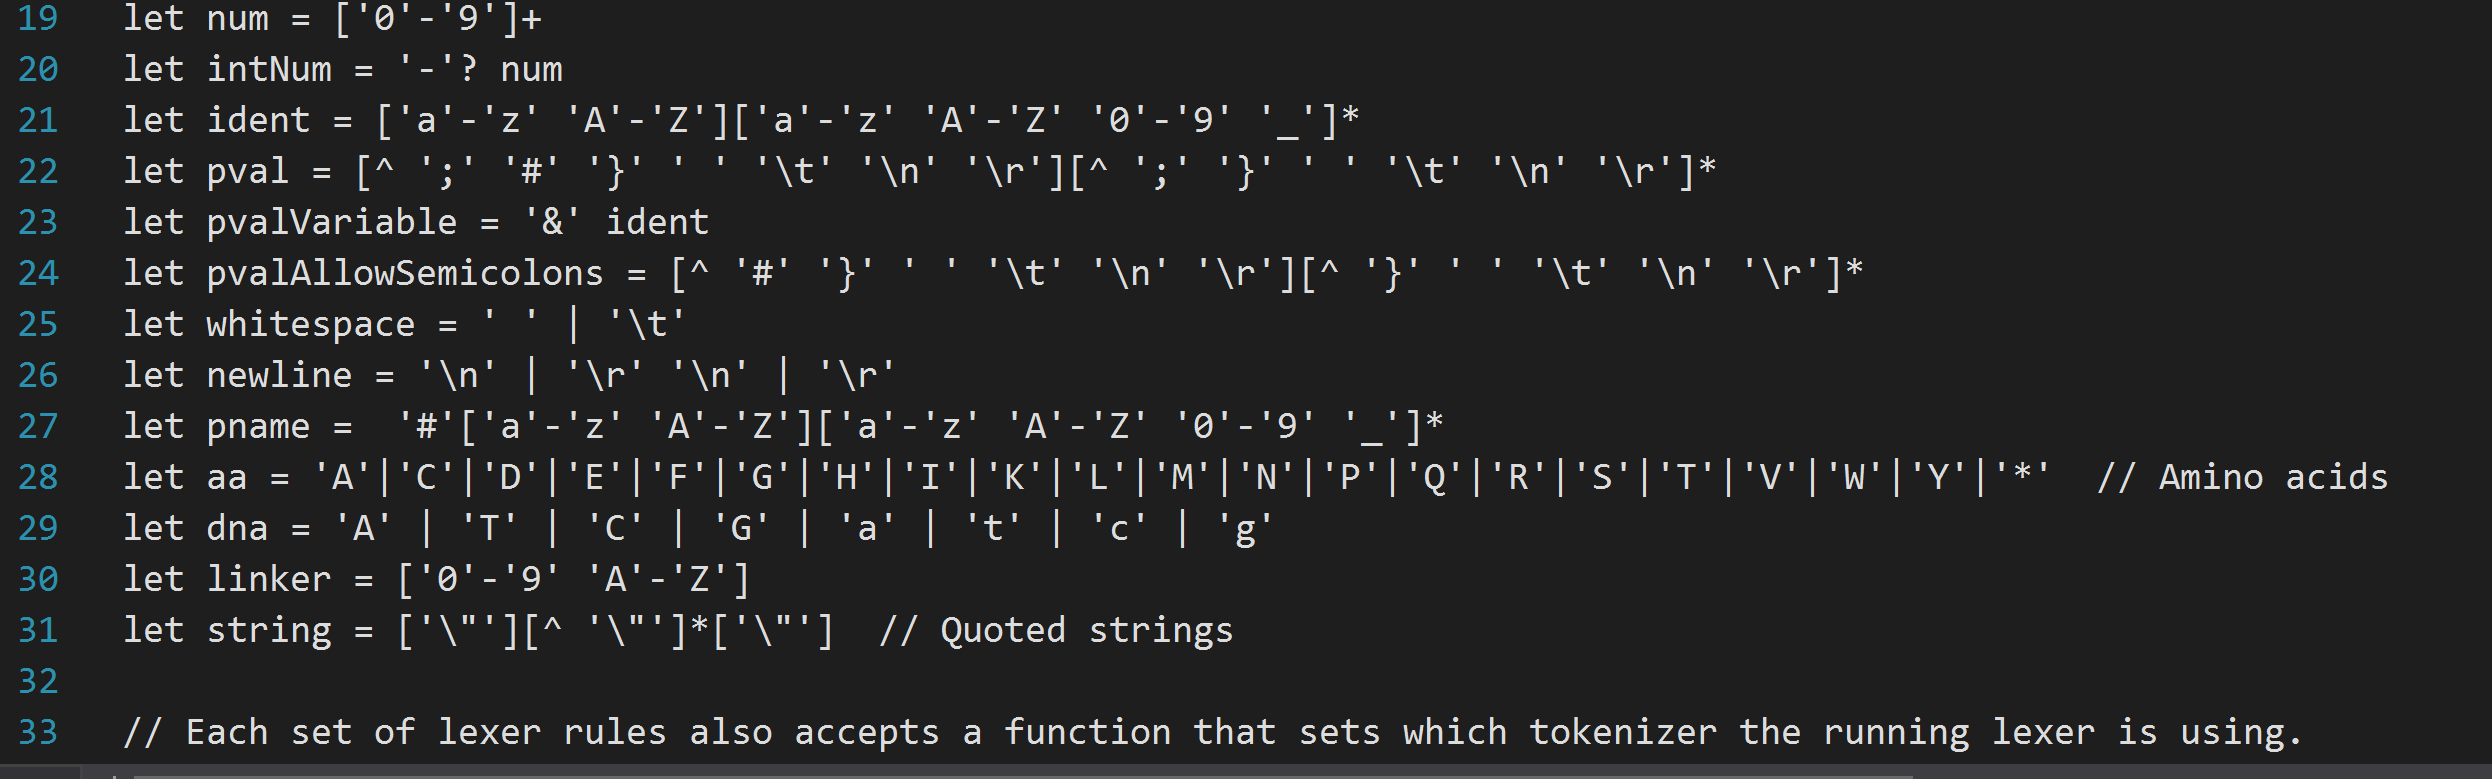 19 let num = ['0'-'9']+
20 let intNum = '-'? num
21 let ident = ['a'-'z' 'A'-'Z']['a'-'z' 'A'-'Z' '0'-'9' '_']*
22 let pval = [^ ';' '#' '}' ' ' '\t' '\n' '\r'][^ ';' '}' ' ' '\t' '\n' '\r']*
23 let pvalVariable = '&' ident
24 let pvalAllowSemicolons = [^ '#' '}' ' ' '\t' '\n' '\r'][^ '}' ' ' '\t' '\n' '\r']*
25 let whitespace = ' ' | '\t'
26 let newline = '\n' | '\r' '\n' | '\r'
27 let pname =  '#'['a'-'z' 'A'-'Z']['a'-'z' 'A'-'Z' '0'-'9' '_']*
28 let aa = 'A'|'C'|'D'|'E'|'F'|'G'|'H'|'I'|'K'|'L'|'M'|'N'|'P'|'Q'|'R'|'S'|'T'|'V'|'W'|'Y'|'*'  // Amino acids
29 let dna = 'A' | 'T' | 'C' | 'G' | 'a' | 't' | 'c' | 'g'
30 let linker = ['0'-'9' 'A'-'Z']
31 let string = ['\"'][^ '\"']*['\"']  // Quoted strings
32
33 // Each set of lexer rules also accepts a function that sets which tokenizer the running lexer is using.